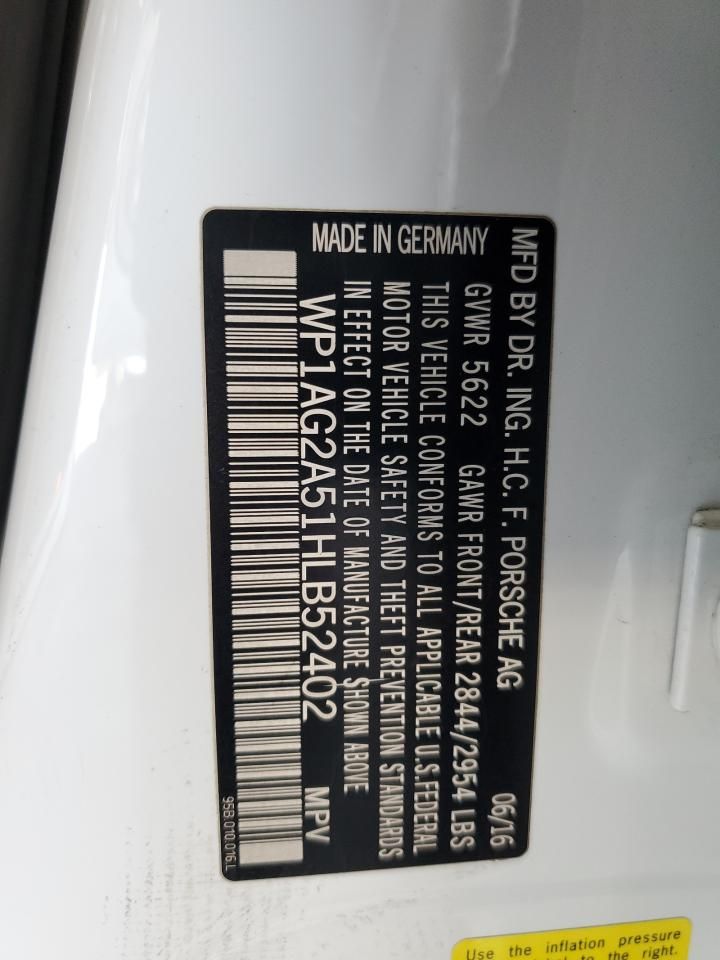 MFD BY DR. ING. H.C. F. PORSCHE AG 06/16
GVWR 5622 GAWR FRONT/REAR 2844/2954 LBS
THIS VEHICLE CONFORMS TO ALL APPLICABLE U.S.FEDERAL
MOTOR VEHICLE SAFETY AND THEFT PREVENTION STANDARDS
IN EFFECT ON THE DATE OF MANUFACTURE SHOWN ABOVE
MADE IN GERMANY
WP1AG2A51HLB52402 MPV
95B.010.016.L
Use the inflation pressure
to the right.